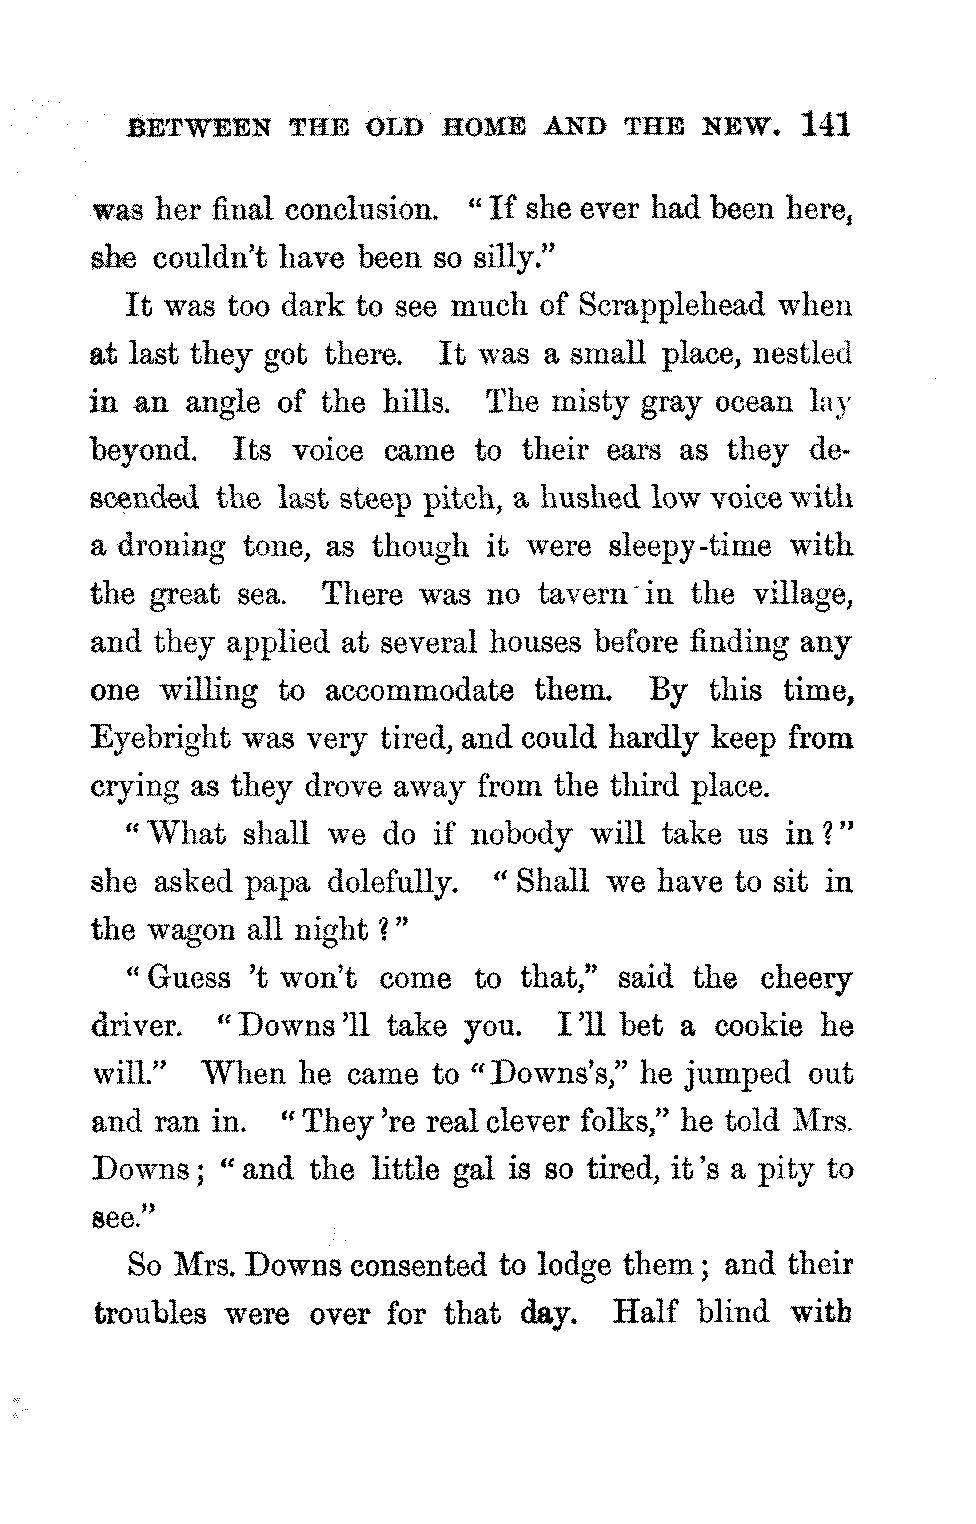 BETWEEN THE OLD HOME AND THE NEW. 141
was her final conclusion. "If she ever had been here,
she couldn't have been so silly."
It was too dark to see much of Scrapplehead when
at last they got there. It was a small place, nestled
in an angle of the hills. The misty gray ocean lay
beyond. Its voice came to their ears as they de-
scended the last steep pitch, a hushed low voice with
a droning tone, as though it were sleepy-time with
the great sea. There was no tavern in the village,
and they applied at several houses before finding any
one willing to accommodate them. By this time,
Eyebright was very tired, and could hardly keep from
crying as they drove away from the third place.
"What shall we do if nobody will take us in?"
she asked papa dolefully. "Shall we have to sit in
the wagon all night?"
"Guess 't won't come to that," said the cheery
driver. "Downs'll take you. I'll bet a cookie he
will." When he came to "Downs's," he jumped out
and ran in. "They're real clever folks," he told Mrs.
Downs; "and the little gal is so tired, it's a pity to
see."
So Mrs. Downs consented to lodge them; and their
troubles were over for that day. Half blind with